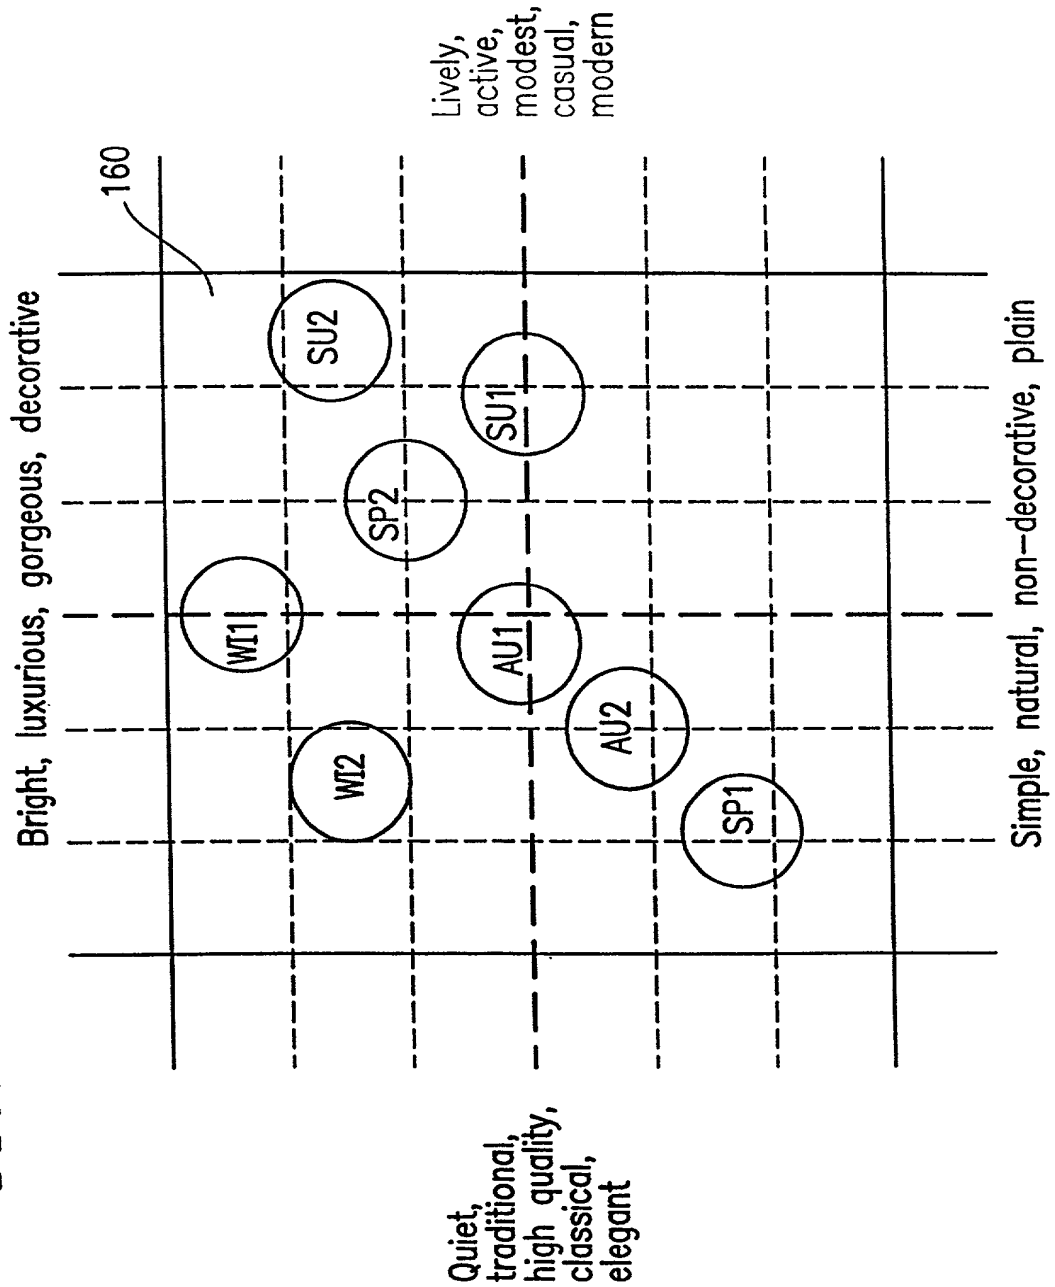 Bright, luxurious, gorgeous, decorative
160
WI1
SU2
WI2
SP2
Quiet,
traditional,
high quality,
classical,
elegant
AU1
SU1
Lively,
active,
modest,
casual,
modern
AU2
SP1
Simple, natural, non-decorative, plain